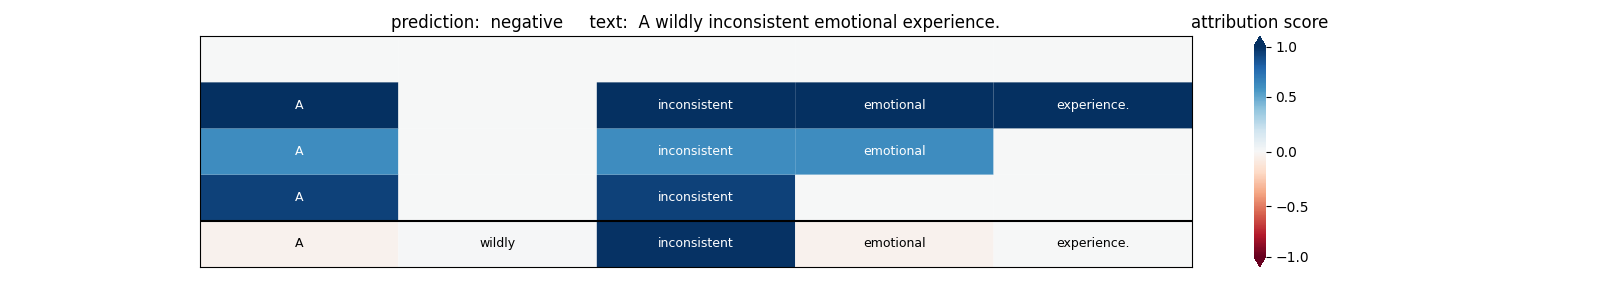 prediction:  negative     text:  A wildly inconsistent emotional experience.
attribution score
A inconsistent emotional experience.
A inconsistent emotional
A inconsistent
A wildly inconsistent emotional experience.
1.0
0.5
0.0
−0.5
−1.0